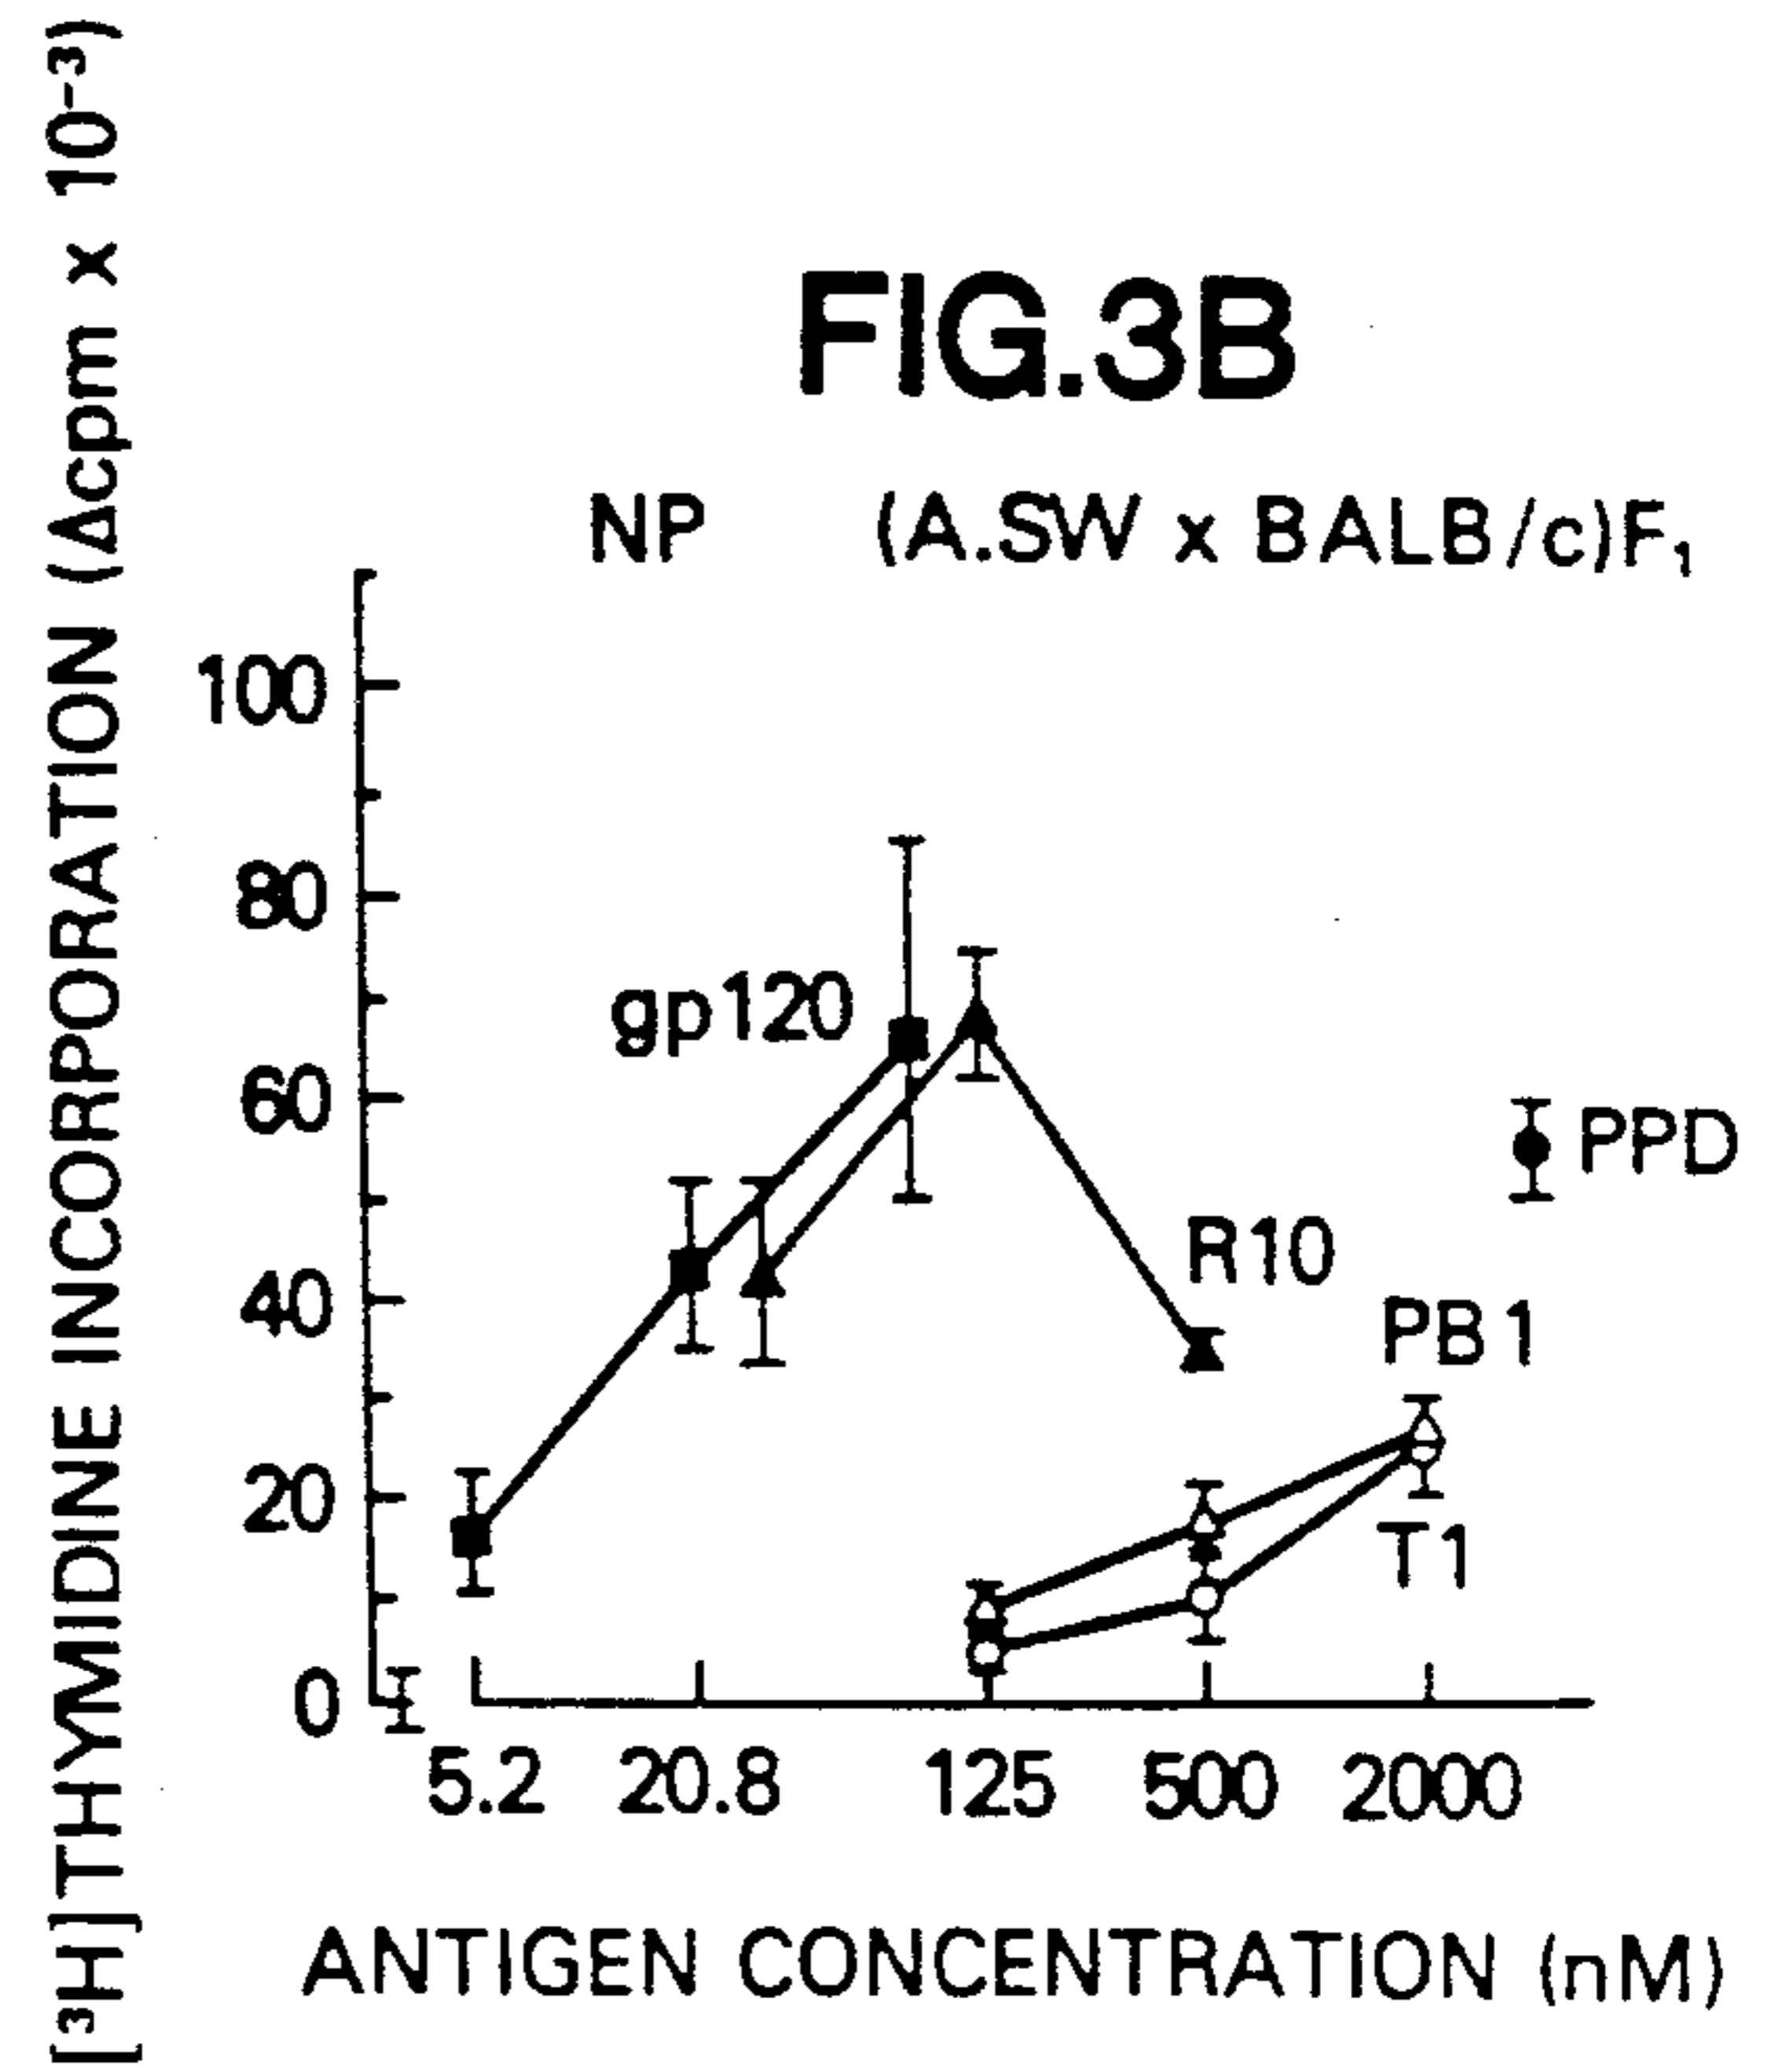 FIG.3B
NP (A.SW x BALB/c)F₁
[³H]THYMIDINE INCORPORATION (Δcpm x 10⁻³)
100
80
60
40
20
0
gp120
PPD
R10
PB1
T1
5.2 20.8 125 500 2000
ANTIGEN CONCENTRATION (nM)